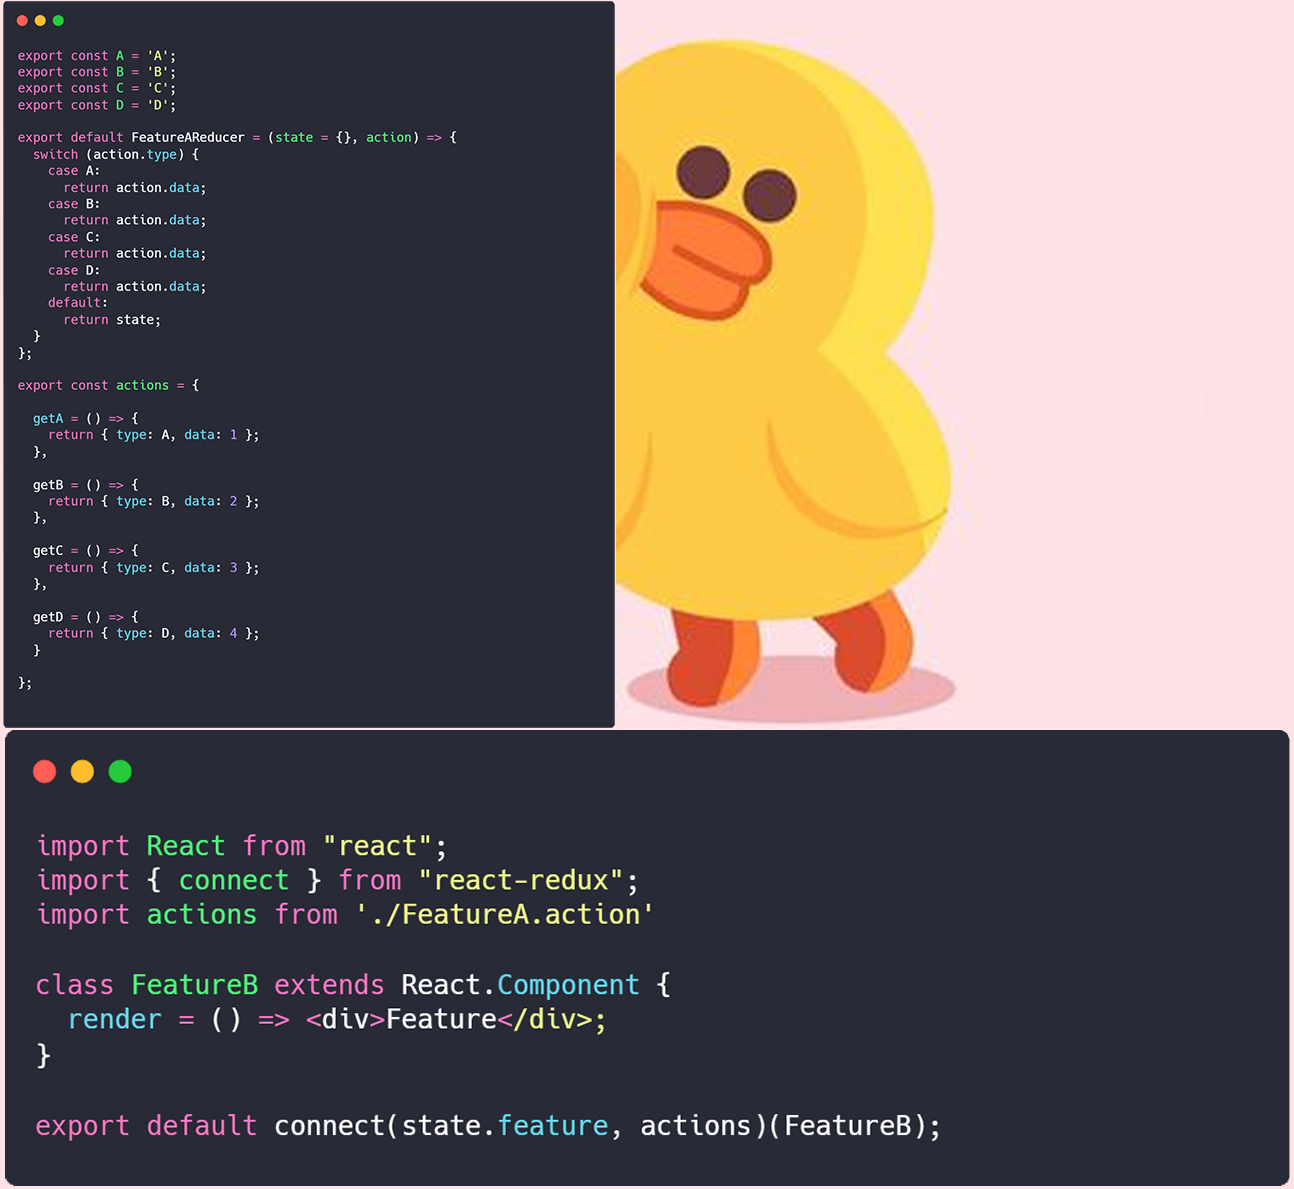 export const A = 'A';
export const B = 'B';
export const C = 'C';
export const D = 'D';
export default FeatureAReducer = (state = {}, action) => {
switch (action.type) {
case A:
return action.data;
case B:
return action.data;
case C:
return action.data;
case D:
return action.data;
default:
return state;
}
};
export const actions = {
getA = () => {
return { type: A, data: 1 };
},
getB = () => {
return { type: B, data: 2 };
},
getC = () => {
return { type: C, data: 3 };
},
getD = () => {
return { type: D, data: 4 };
}
};
import React from "react";
import { connect } from "react-redux";
import actions from './FeatureA.action'
class FeatureB extends React.Component {
render = () => <div>Feature</div>;
}
export default connect(state.feature, actions)(FeatureB);